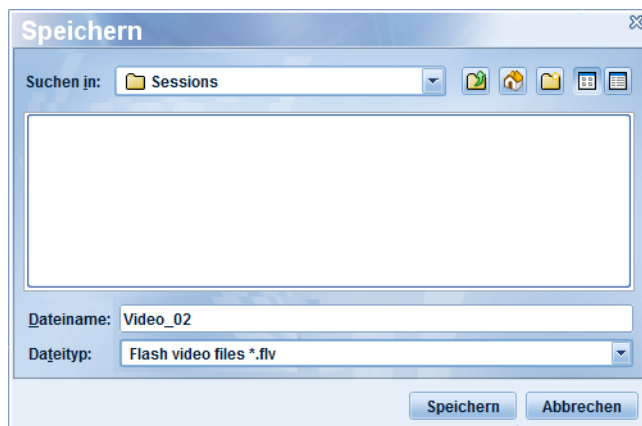 Speichern
Suchen in: Sessions
Dateiname: Video_02
Dateityp: Flash video files *.flv
Speichern Abbrechen